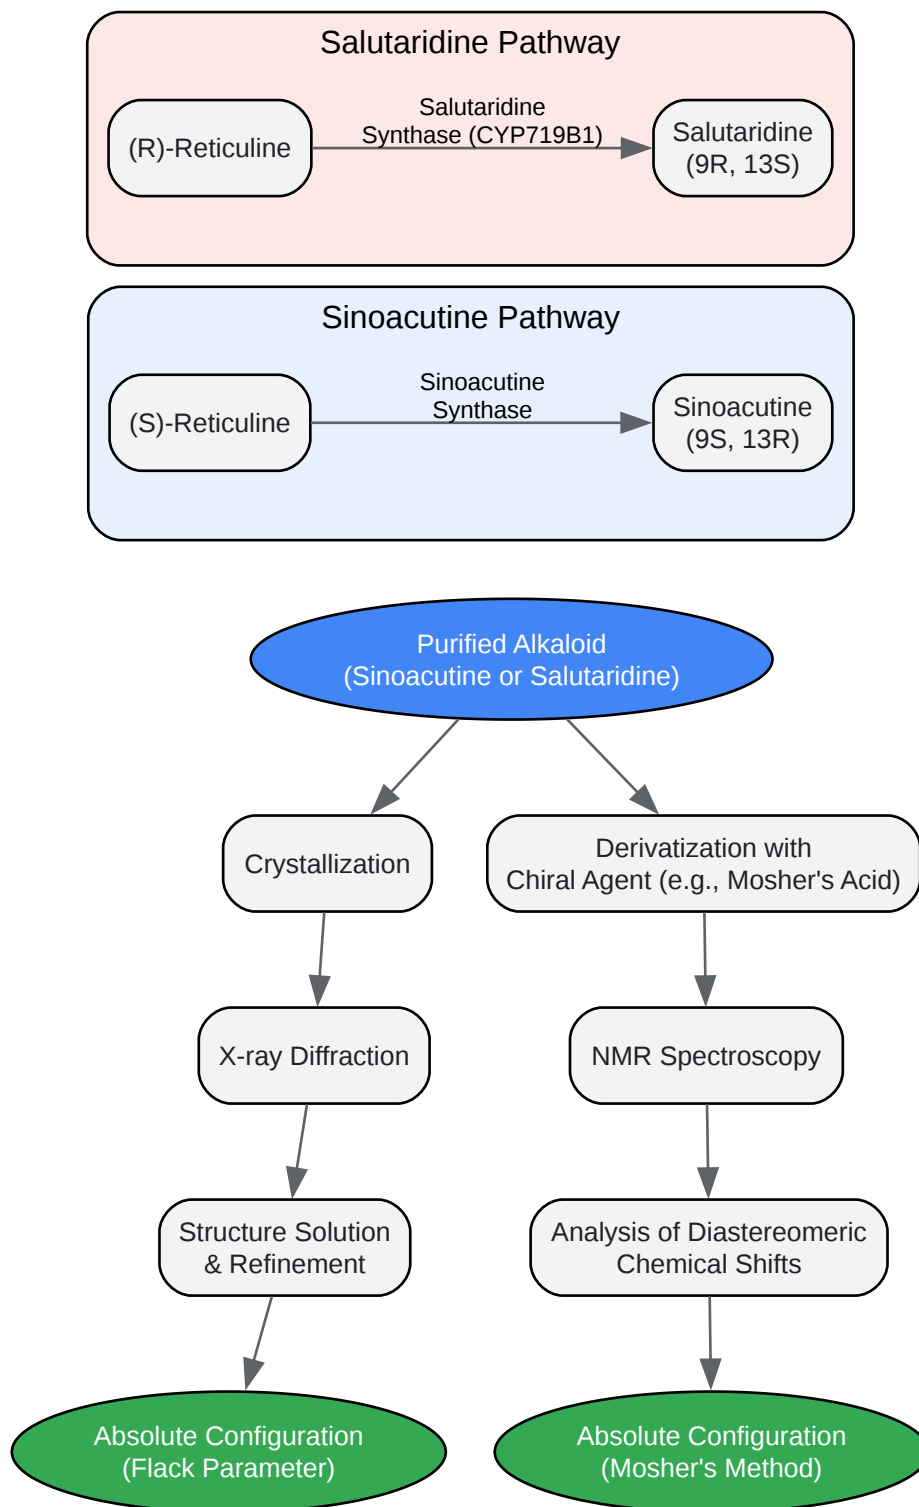 Salutaridine Pathway
(R)-Reticuline
Salutaridine
Synthase (CYP719B1)
Salutaridine
(9R, 13S)
Sinoacutine Pathway
(S)-Reticuline
Sinoacutine
Synthase
Sinoacutine
(9S, 13R)
Purified Alkaloid
(Sinoacutine or Salutaridine)
Crystallization
Derivatization with
Chiral Agent (e.g., Mosher's Acid)
X-ray Diffraction
NMR Spectroscopy
Structure Solution
& Refinement
Analysis of Diastereomeric
Chemical Shifts
Absolute Configuration
(Flack Parameter)
Absolute Configuration
(Mosher's Method)